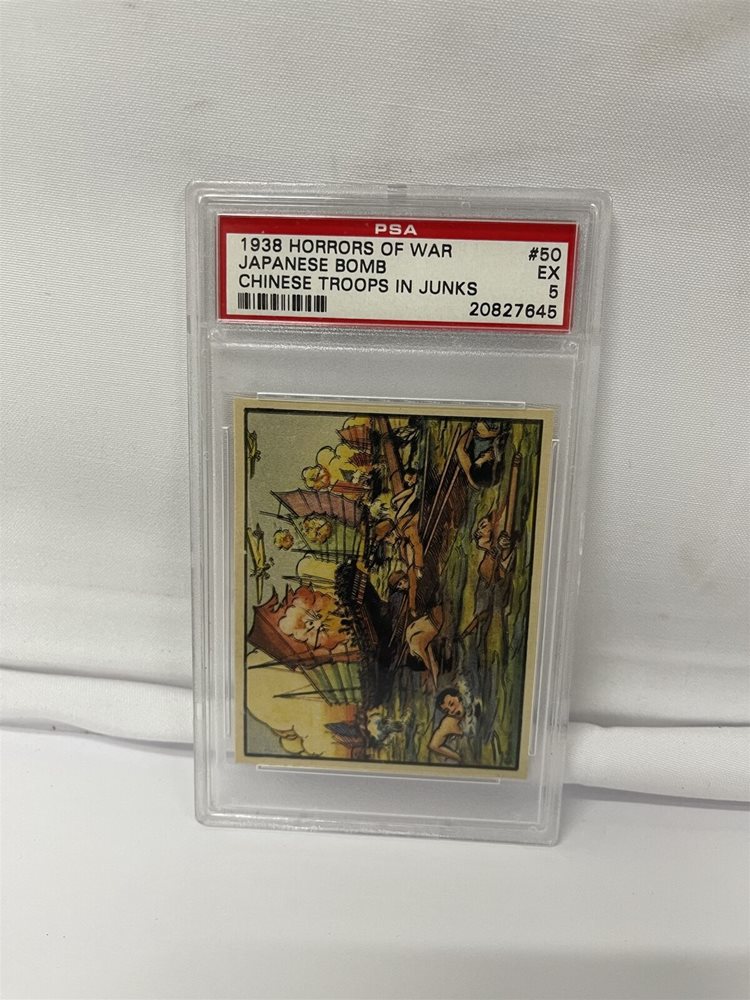 PSA
1938 HORRORS OF WAR #50
JAPANESE BOMB EX
CHINESE TROOPS IN JUNKS 5
20827645